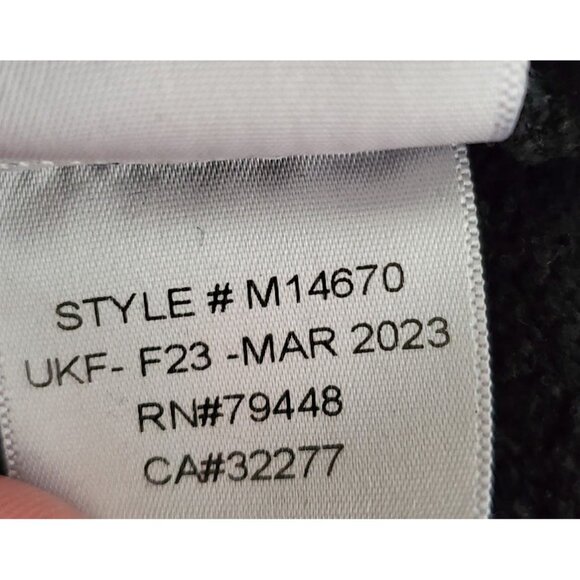 STYLE # M14670
UKF- F23 -MAR 2023
RN#79448
CA#32277